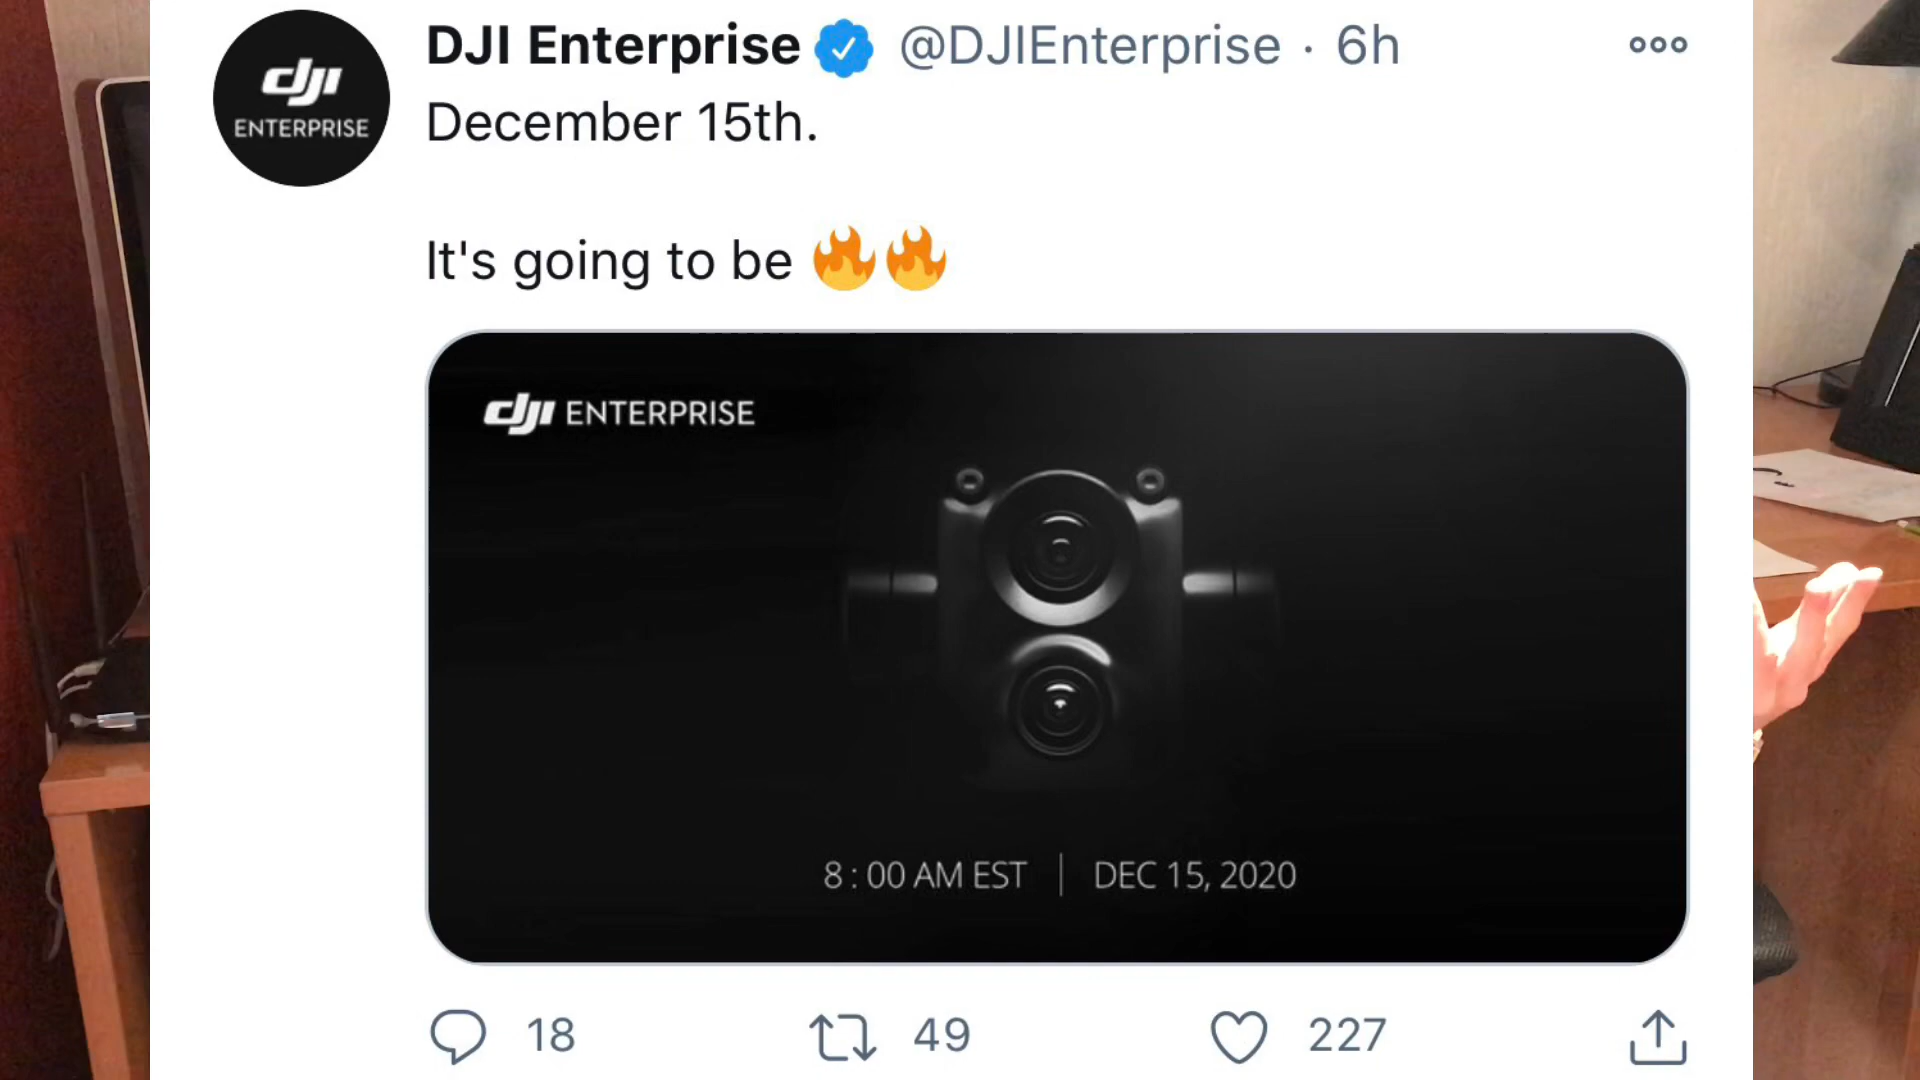 dji
ENTERPRISE
DJI Enterprise @DJIEnterprise · 6h
December 15th.
It's going to be 🔥🔥
dji ENTERPRISE
8 : 00 AM EST | DEC 15, 2020
18 49 227